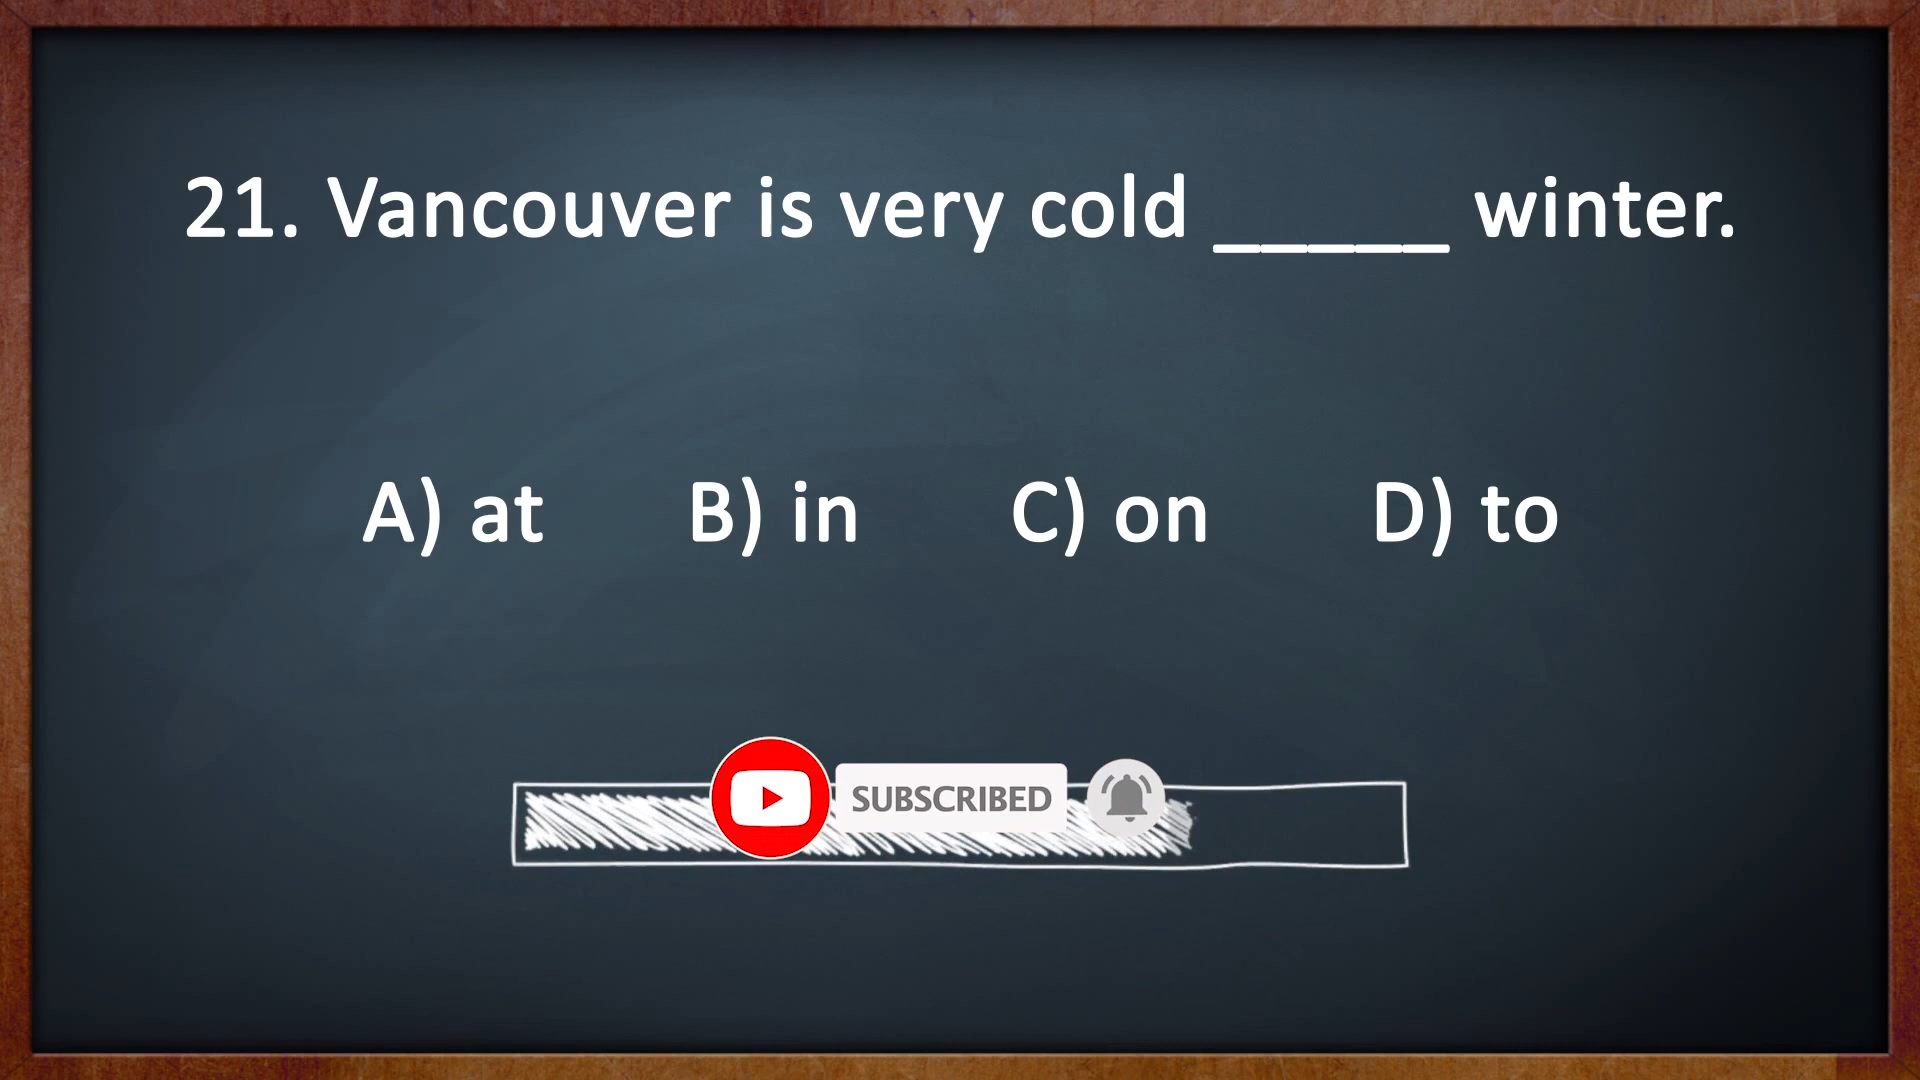 21. Vancouver is very cold _____ winter.
A) at B) in C) on D) to
SUBSCRIBED